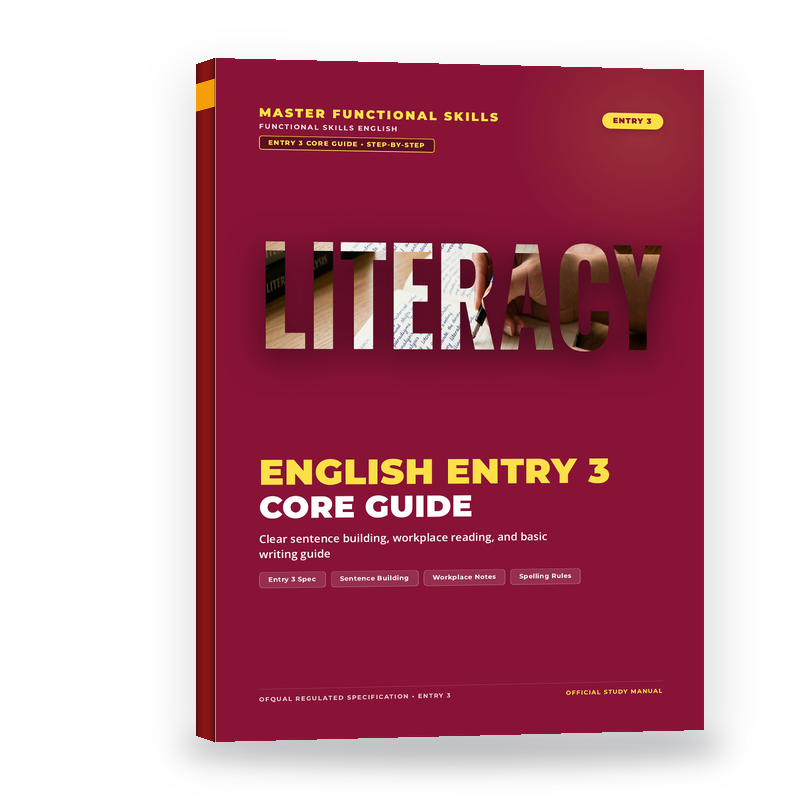 MASTER FUNCTIONAL SKILLS
FUNCTIONAL SKILLS ENGLISH
ENTRY 3 CORE GUIDE • STEP-BY-STEP
ENTRY 3
LITERACY
ENGLISH ENTRY 3
CORE GUIDE
Clear sentence building, workplace reading, and basic
writing guide
Entry 3 Spec
Sentence Building
Workplace Notes
Spelling Rules
OFQUAL REGULATED SPECIFICATION • ENTRY 3
OFFICIAL STUDY MANUAL